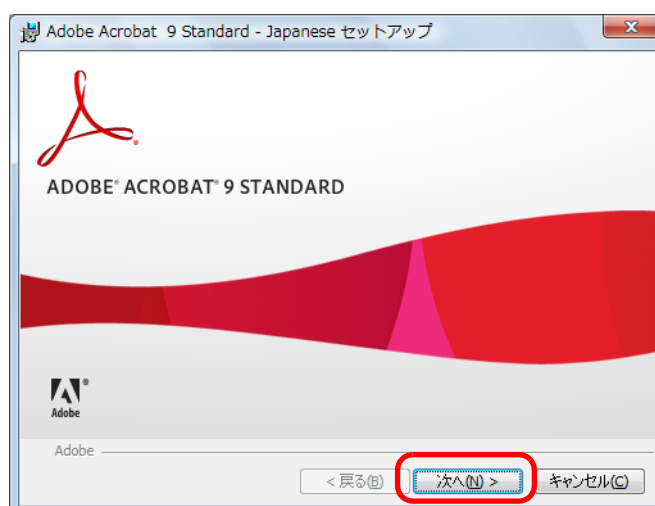 Adobe Acrobat 9 Standard - Japanese セットアップ
ADOBE® ACROBAT® 9 STANDARD
Adobe
Adobe
< 戻る(B) 次へ(N) > キャンセル(C)